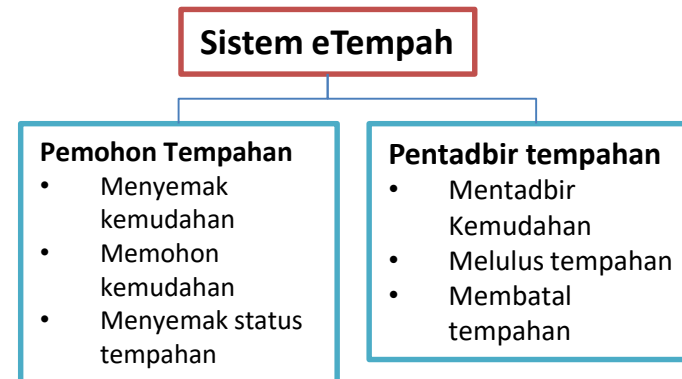 Sistem eTempah
Pemohon Tempahan
• Menyemak
kemudahan
• Memohon
kemudahan
• Menyemak status
tempahan
Pentadbir tempahan
• Mentadbir
Kemudahan
• Melulus tempahan
• Membatal
tempahan